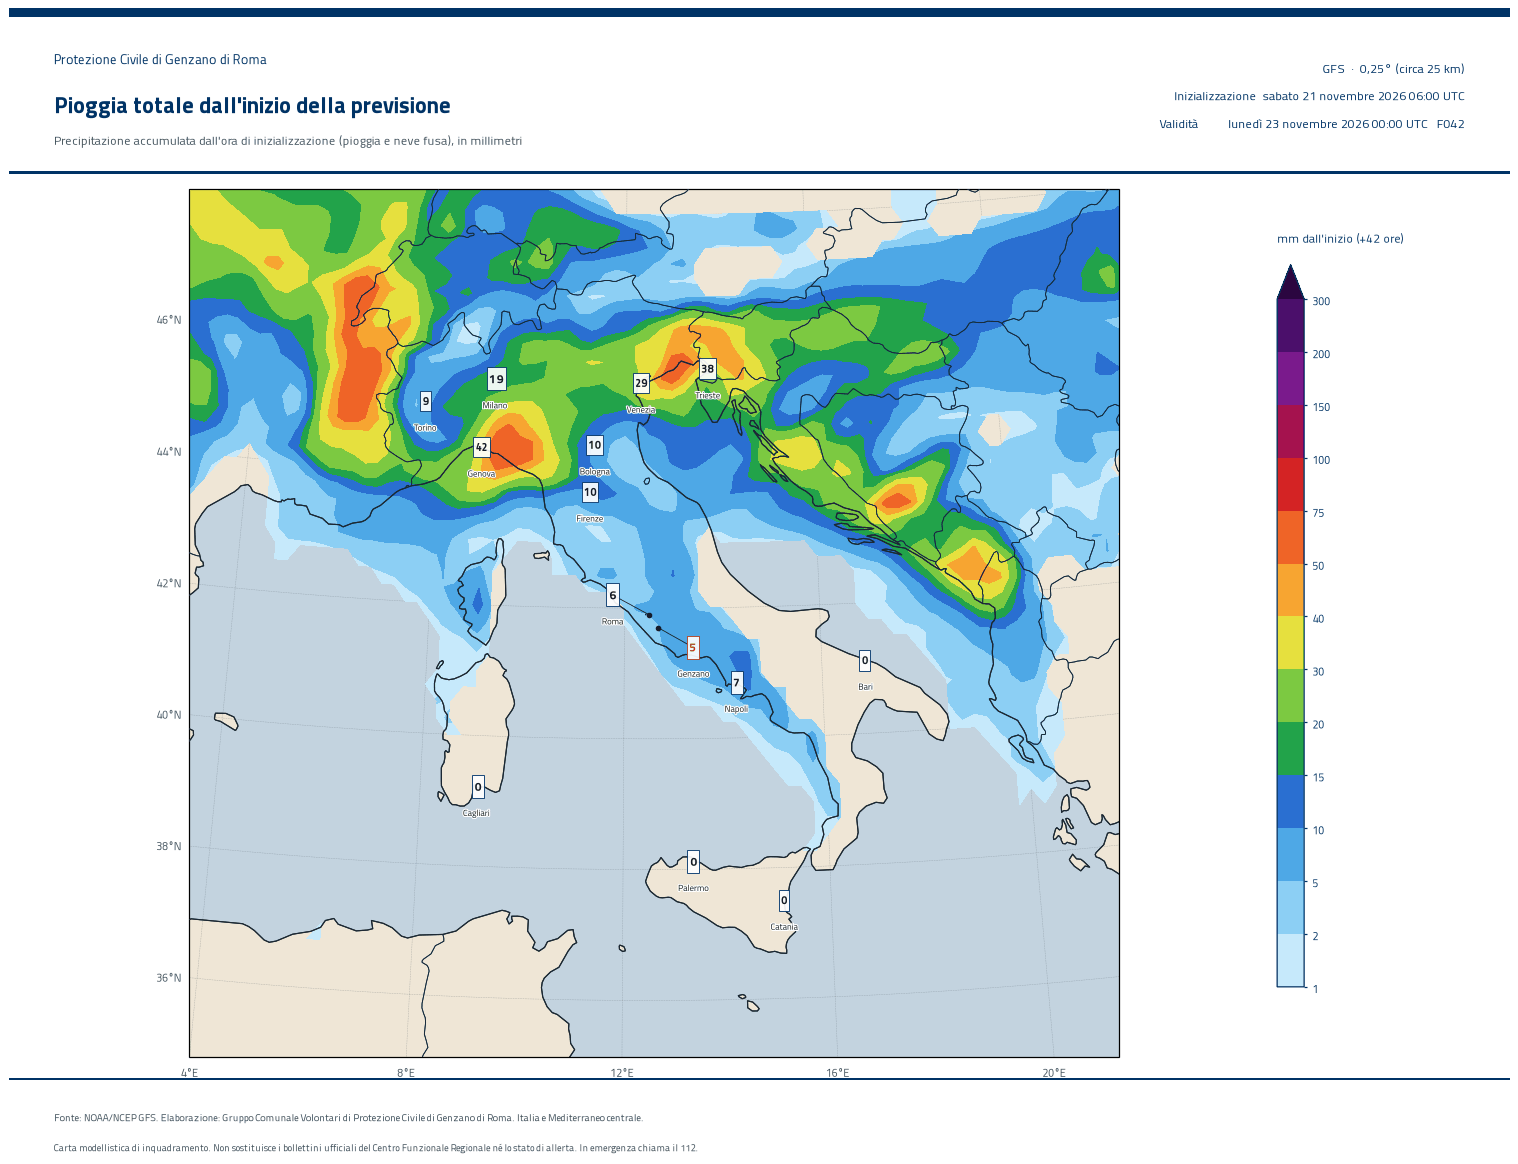 Protezione Civile di Genzano di Roma
Pioggia totale dall'inizio della previsione
Precipitazione accumulata dall'ora di inizializzazione (pioggia e neve fusa), in millimetri
GFS · 0,25° (circa 25 km)
Inizializzazione sabato 21 novembre 2026 06:00 UTC
Validità lunedì 23 novembre 2026 00:00 UTC F042
mm dall'inizio (+42 ore)
300
200
150
100
75
50
40
30
20
15
10
5
2
1
46°N
44°N
42°N
40°N
38°N
36°N
4°E
8°E
12°E
16°E
20°E
38
Trieste
29
Venezia
19
Milano
9
Torino
42
Genova
10
Bologna
10
Firenze
6
Roma
5
Genzano
7
Napoli
0
Bari
0
Cagliari
0
Palermo
0
Catania
Fonte: NOAA/NCEP GFS. Elaborazione: Gruppo Comunale Volontari di Protezione Civile di Genzano di Roma. Italia e Mediterraneo centrale.
Carta modellistica di inquadramento. Non sostituisce i bollettini ufficiali del Centro Funzionale Regionale né lo stato di allerta. In emergenza chiama il 112.